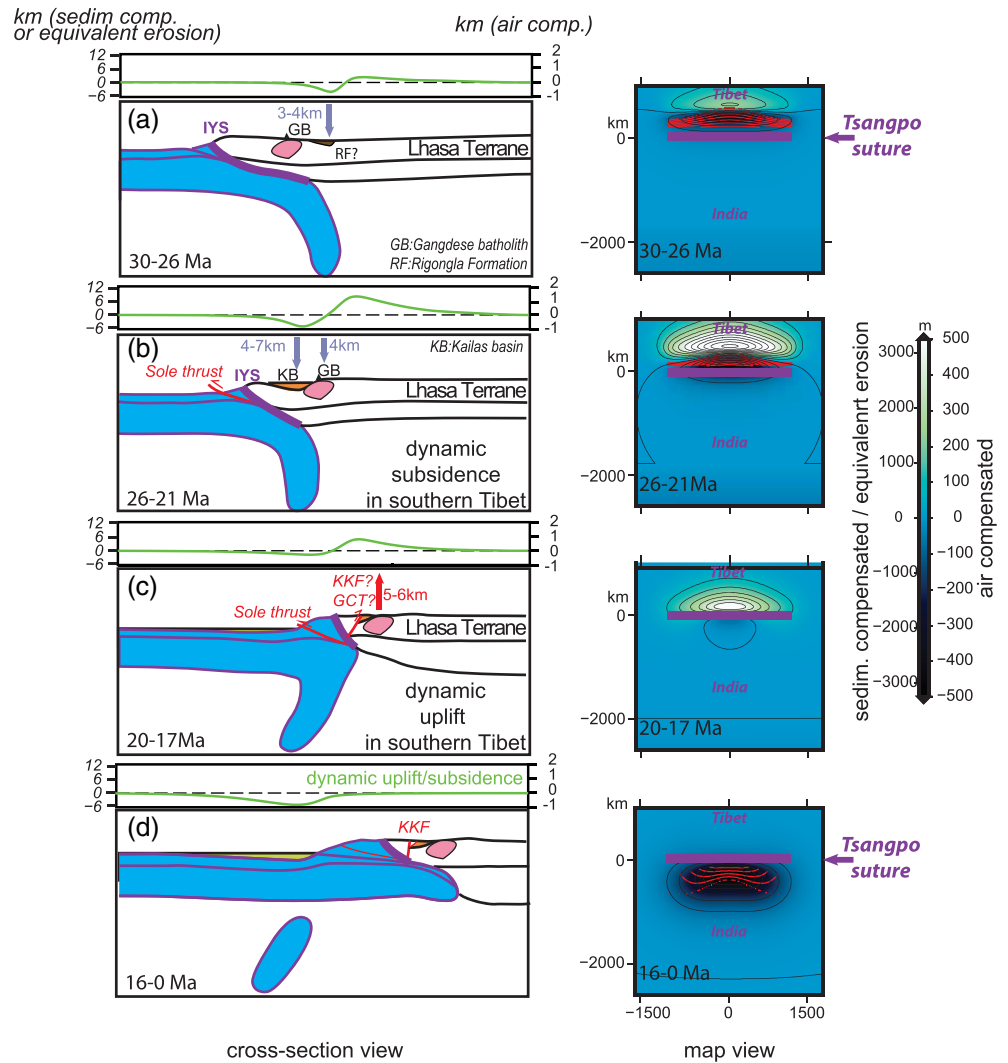 km (sedim comp.
or equivalent erosion)
km (air comp.)
12
6
0
−6
2
1
0
−1
(a)
3-4km
IYS
GB
RF?
Lhasa Terrane
GB:Gangdese batholith
RF:Rigongla Formation
30-26 Ma
km
0
−2000
Tibet
India
30-26 Ma
Tsangpo
suture
12
6
0
−6
2
1
0
−1
(b)
4-7km
4km
KB:Kailas basin
Sole thrust
IYS
KB
GB
Lhasa Terrane
dynamic
subsidence
in southern Tibet
26-21 Ma
km
0
−2000
Tibet
India
26-21Ma
12
6
0
−6
2
1
0
−1
(c)
KKF?
GCT?
5-6km
Sole thrust
Lhasa Terrane
dynamic
uplift
in southern Tibet
20-17Ma
km
0
−2000
Tibet
India
20-17Ma
12
6
0
−6
dynamic uplift/subsidence
2
1
0
−1
(d)
KKF
16-0 Ma
km
0
−2000
Tibet
India
16-0 Ma
Tsangpo
suture
−1500
0
1500
sedim. compensated / equivalenrt erosion
3000
2000
1000
0
−1000
−2000
−3000
m
500
400
300
200
100
0
−100
−200
−300
−400
−500
air compensated
cross-section view
map view